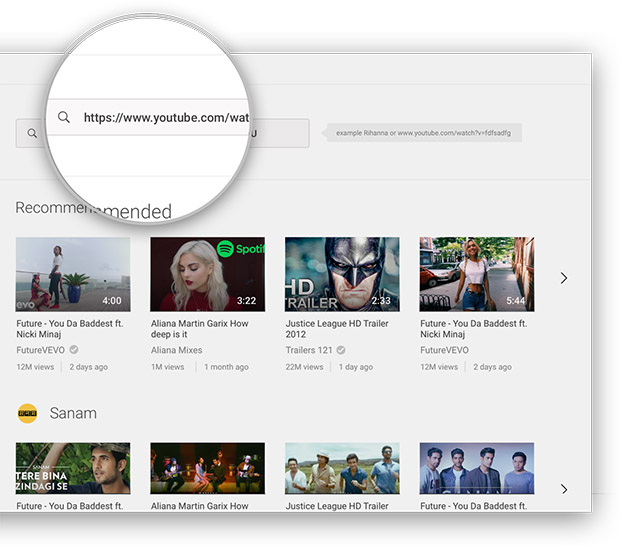 https://www.youtube.com/wat
U
example Rihanna or www.youtube.com/watch?v=fdfsadfg
Recommended
evo
4:00
Spotif
3:22
HD
TRAILER
2:33
5:44
Future - You Da Baddest ft.
Nicki Minaj
FutureVEVO
12M views
2 days ago
Aliana Martin Garix How
deep is it
Aliana Mixes
1M views
1 month ago
Justice League HD Trailer
2012
Trailers 121
22M views
1 day ago
Future - You Da Baddest ft.
Nicki Minaj
FutureVEVO
12M views
2 days ago
Sanam
SANAM
TERE BINA
ZINDAGI SE
Future - You Da Baddest ft.
Aliana Martin Garix How
Justice League HD Trailer
Future - You Da Baddest ft.